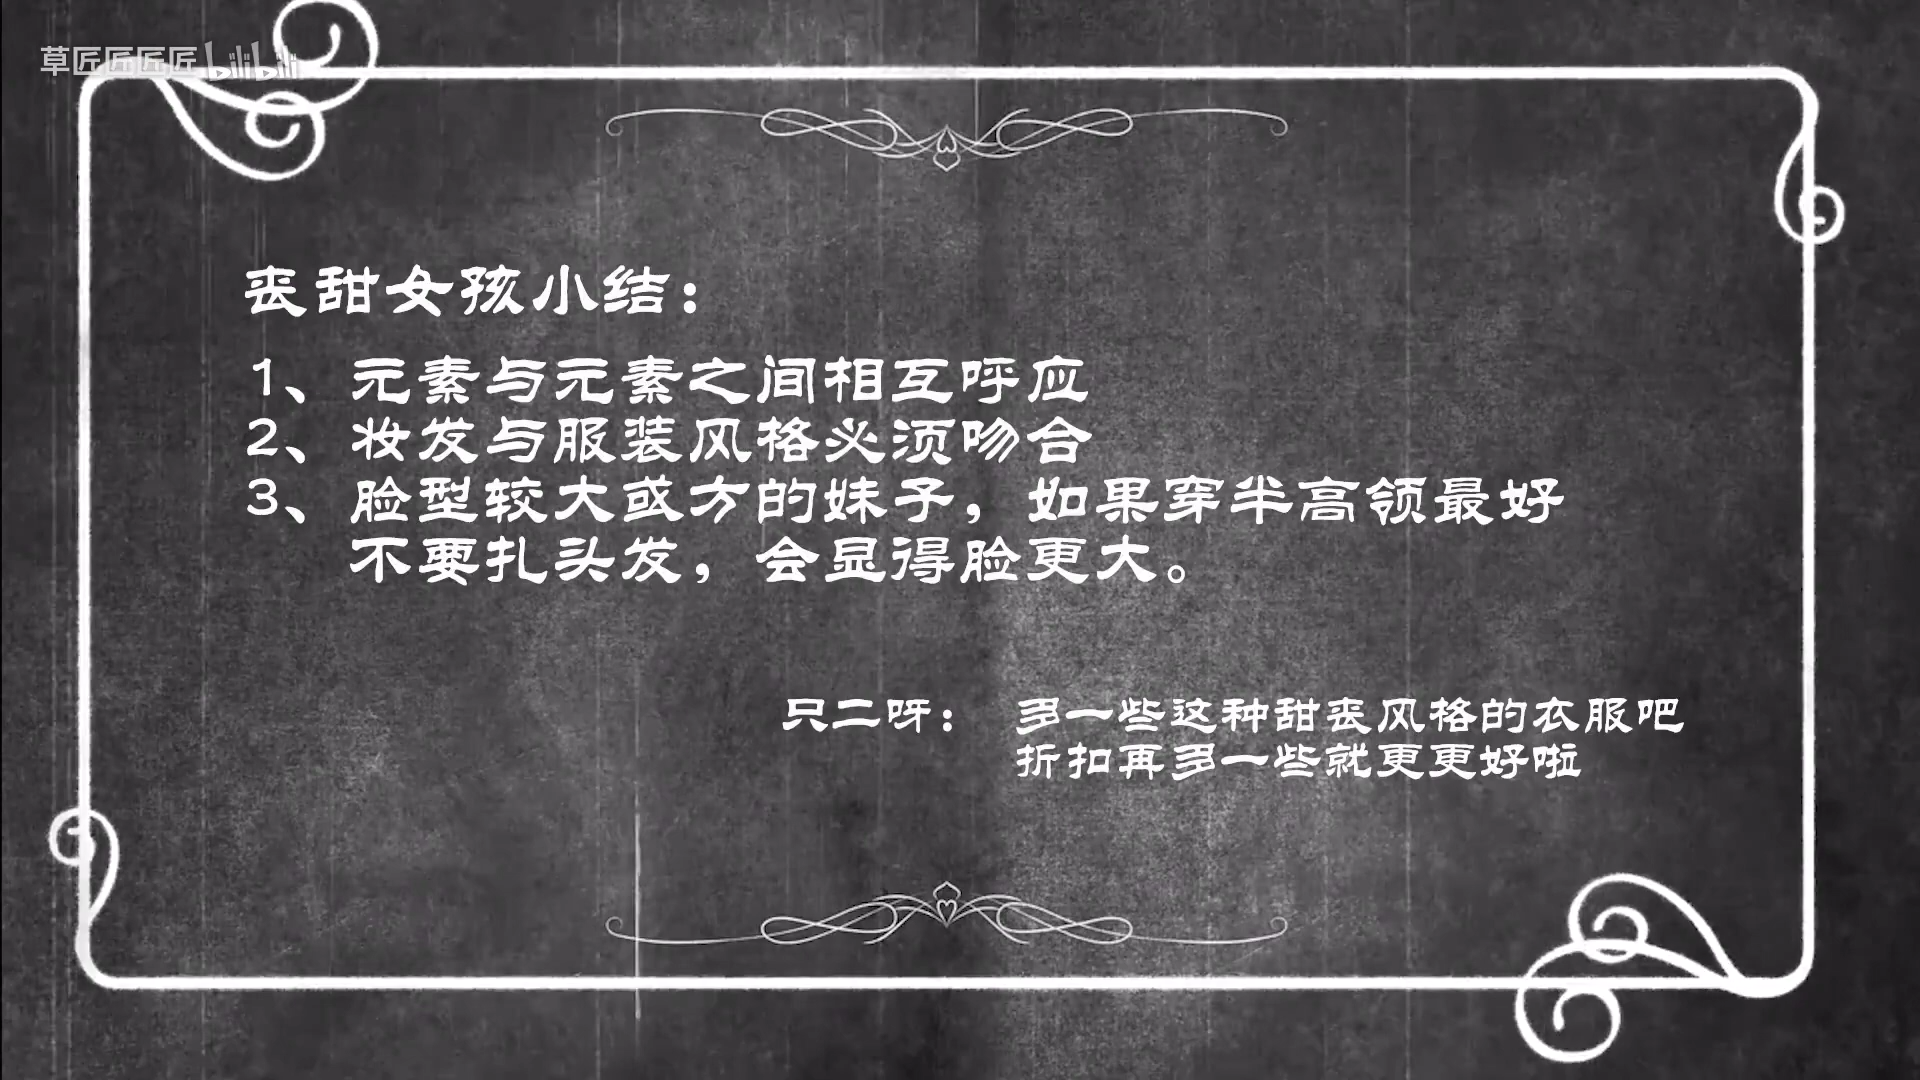 草匠匠匠匠 bilibili
丧甜女孩小结：
1、元素与元素之间相互呼应
2、妆发与服装风格必须吻合
3、脸型较大或方的妹子，如果穿半高领最好
不要扎头发，会显得脸更大。
只二呀： 多一些这种甜丧风格的衣服吧
折扣再多一些就更更好啦